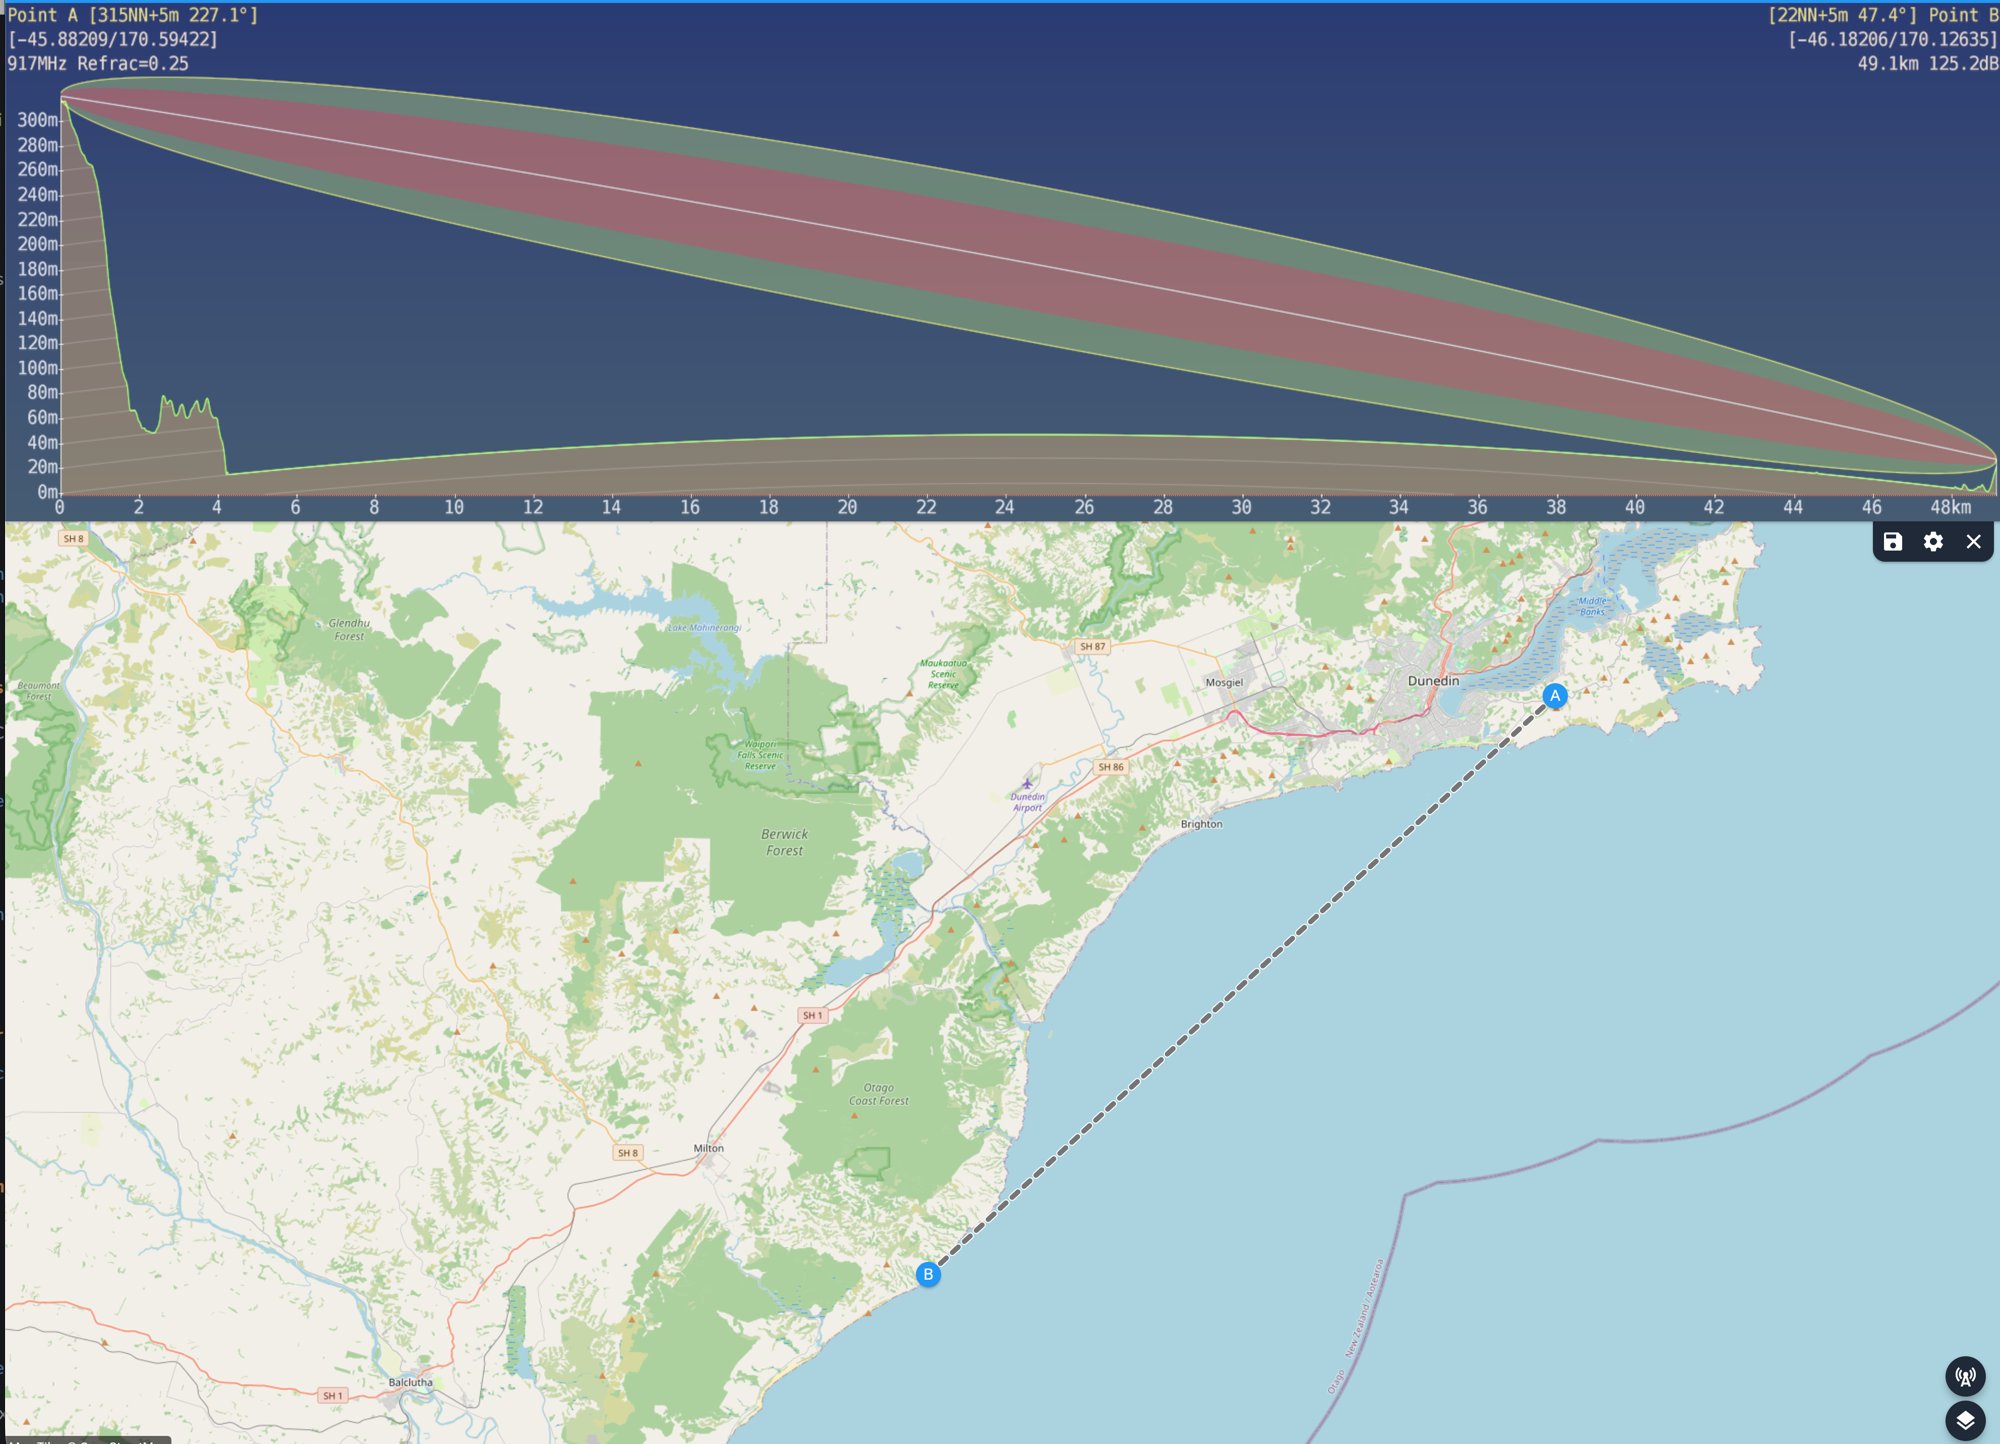 Point A [315NN+5m 227.1°]
[22NN+5m 47.4°] Point B
[-45.88209/170.59422]
[-46.18206/170.12635]
917MHz Refrac=0.25
49.1km 125.2dB
300m
280m
260m
240m
220m
200m
180m
160m
140m
120m
100m
80m
60m
40m
20m
0m
0 2 4 6 8 10 12 14 16 18 20 22 24 26 28 30 32 34 36 38 40 42 44 46 48km
SH 8
Glendhu
Forest
Lake Mahinerangi
Middle
Banks
SH 87
Maukaatua
Scenic
Reserve
Mosgiel
Dunedin
Beaumont
Forest
A
Waipori
Falls Scenic
Reserve
SH 86
Dunedin
Airport
Berwick
Forest
Brighton
SH 1
Otago
Coast Forest
Milton
SH 8
B
New Zealand / Aotearoa
Otago
Balclutha
SH 1